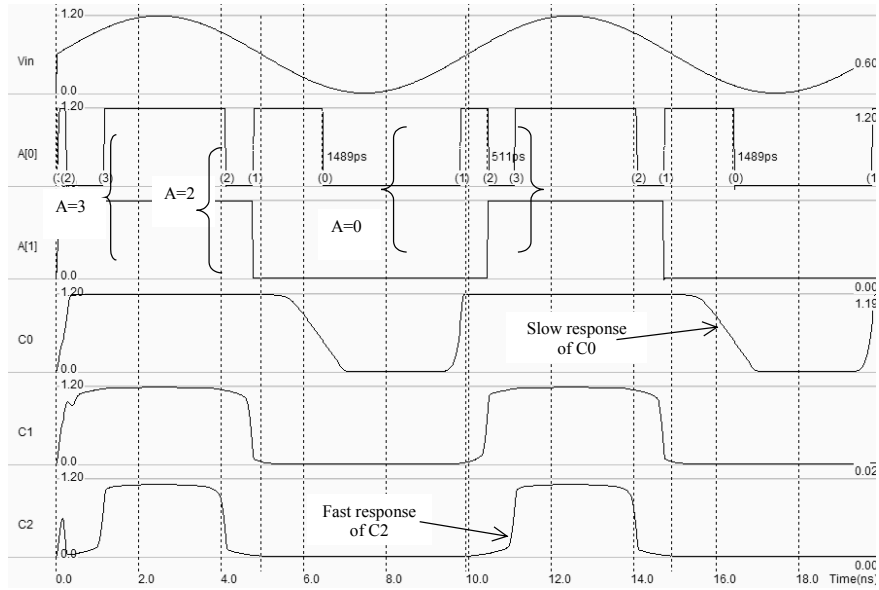 1.20
Vin
0.60
0.0
1.20
1.20
A[0]
1489ps
511ps
1489ps
(2) (3) (2) (1) (0) (1) (2) (3) (2) (1) (0) (1
A=3
A=2
A=0
A[1]
0.0
0.00
1.20
1.19
C0
Slow response
of C0
0.0
1.20
C1
0.0
0.02
1.20
C2
Fast response
of C2
0.0
0.00
0.0 2.0 4.0 6.0 8.0 10.0 12.0 14.0 16.0 18.0 Time(ns)